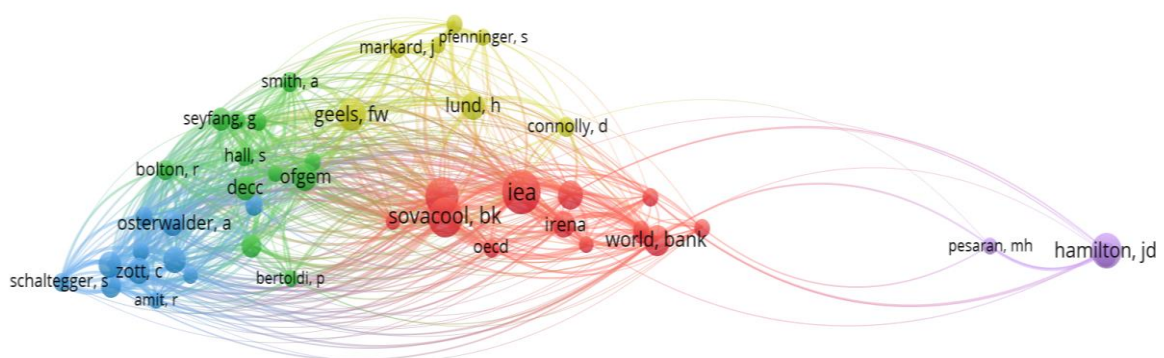 pfenninger, s
markard, j
smith, a
geels, fw
lund, h
seyfang, g
connolly, d
hall, s
bolton, r
decc
ofgem
iea
sovacool, bk
osterwalder, a
irena
oecd
world, bank
pesaran, mh
hamilton, jd
zott, c
schaltegger, s
bertoldi, p
amit, r